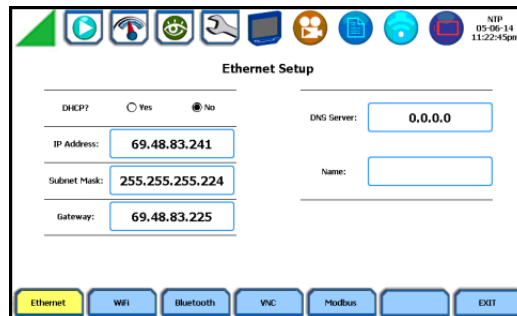 NTP
05-06-14
11:22:45pm
Ethernet Setup
DHCP? Yes No
IP Address: 69.48.83.241
Subnet Mask: 255.255.255.224
Gateway: 69.48.83.225
DNS Server: 0.0.0.0
Name:
Ethernet WiFi Bluetooth VNC Modbus EXIT